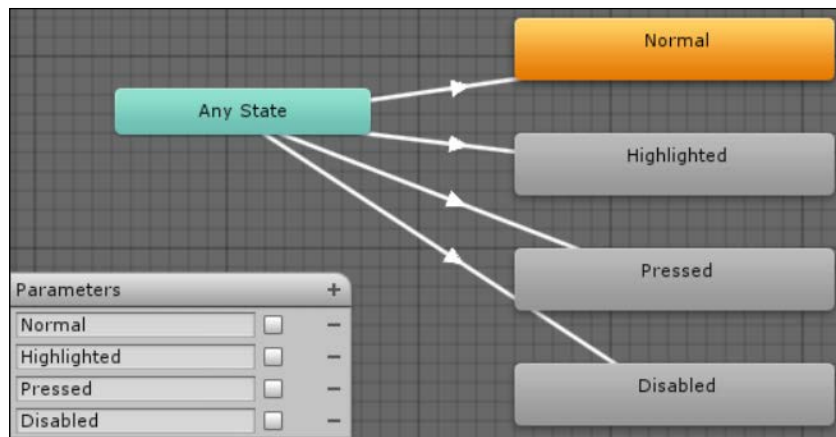 Normal
Any State
Highlighted
Pressed
Disabled
Parameters +
Normal −
Highlighted −
Pressed −
Disabled −